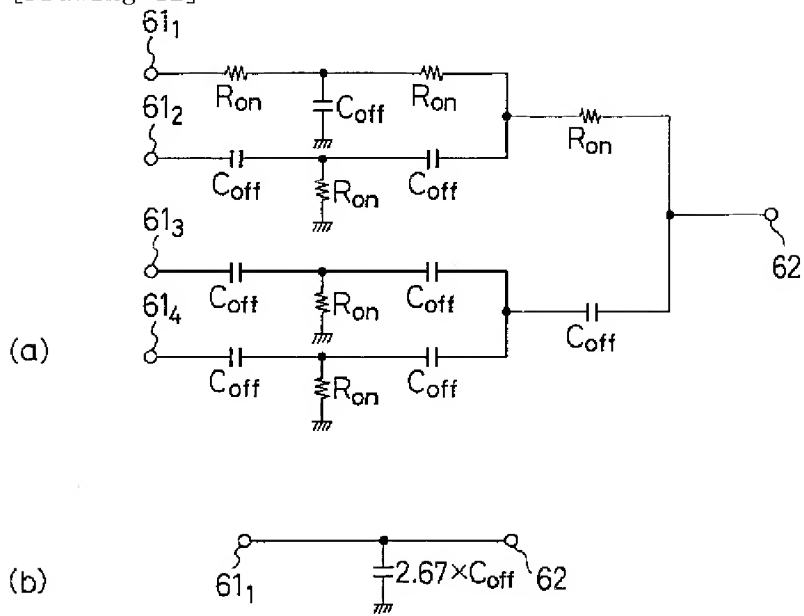 61₁
Rₒₙ
Cₒff
Rₒₙ
61₂
Rₒₙ
Cₒff
Rₒₙ
Cₒff
61₃
62
Cₒff
Rₒₙ
Cₒff
61₄
Cₒff
(a)
Cₒff
Rₒₙ
Cₒff
(b)
61₁
2.67×Cₒff
62